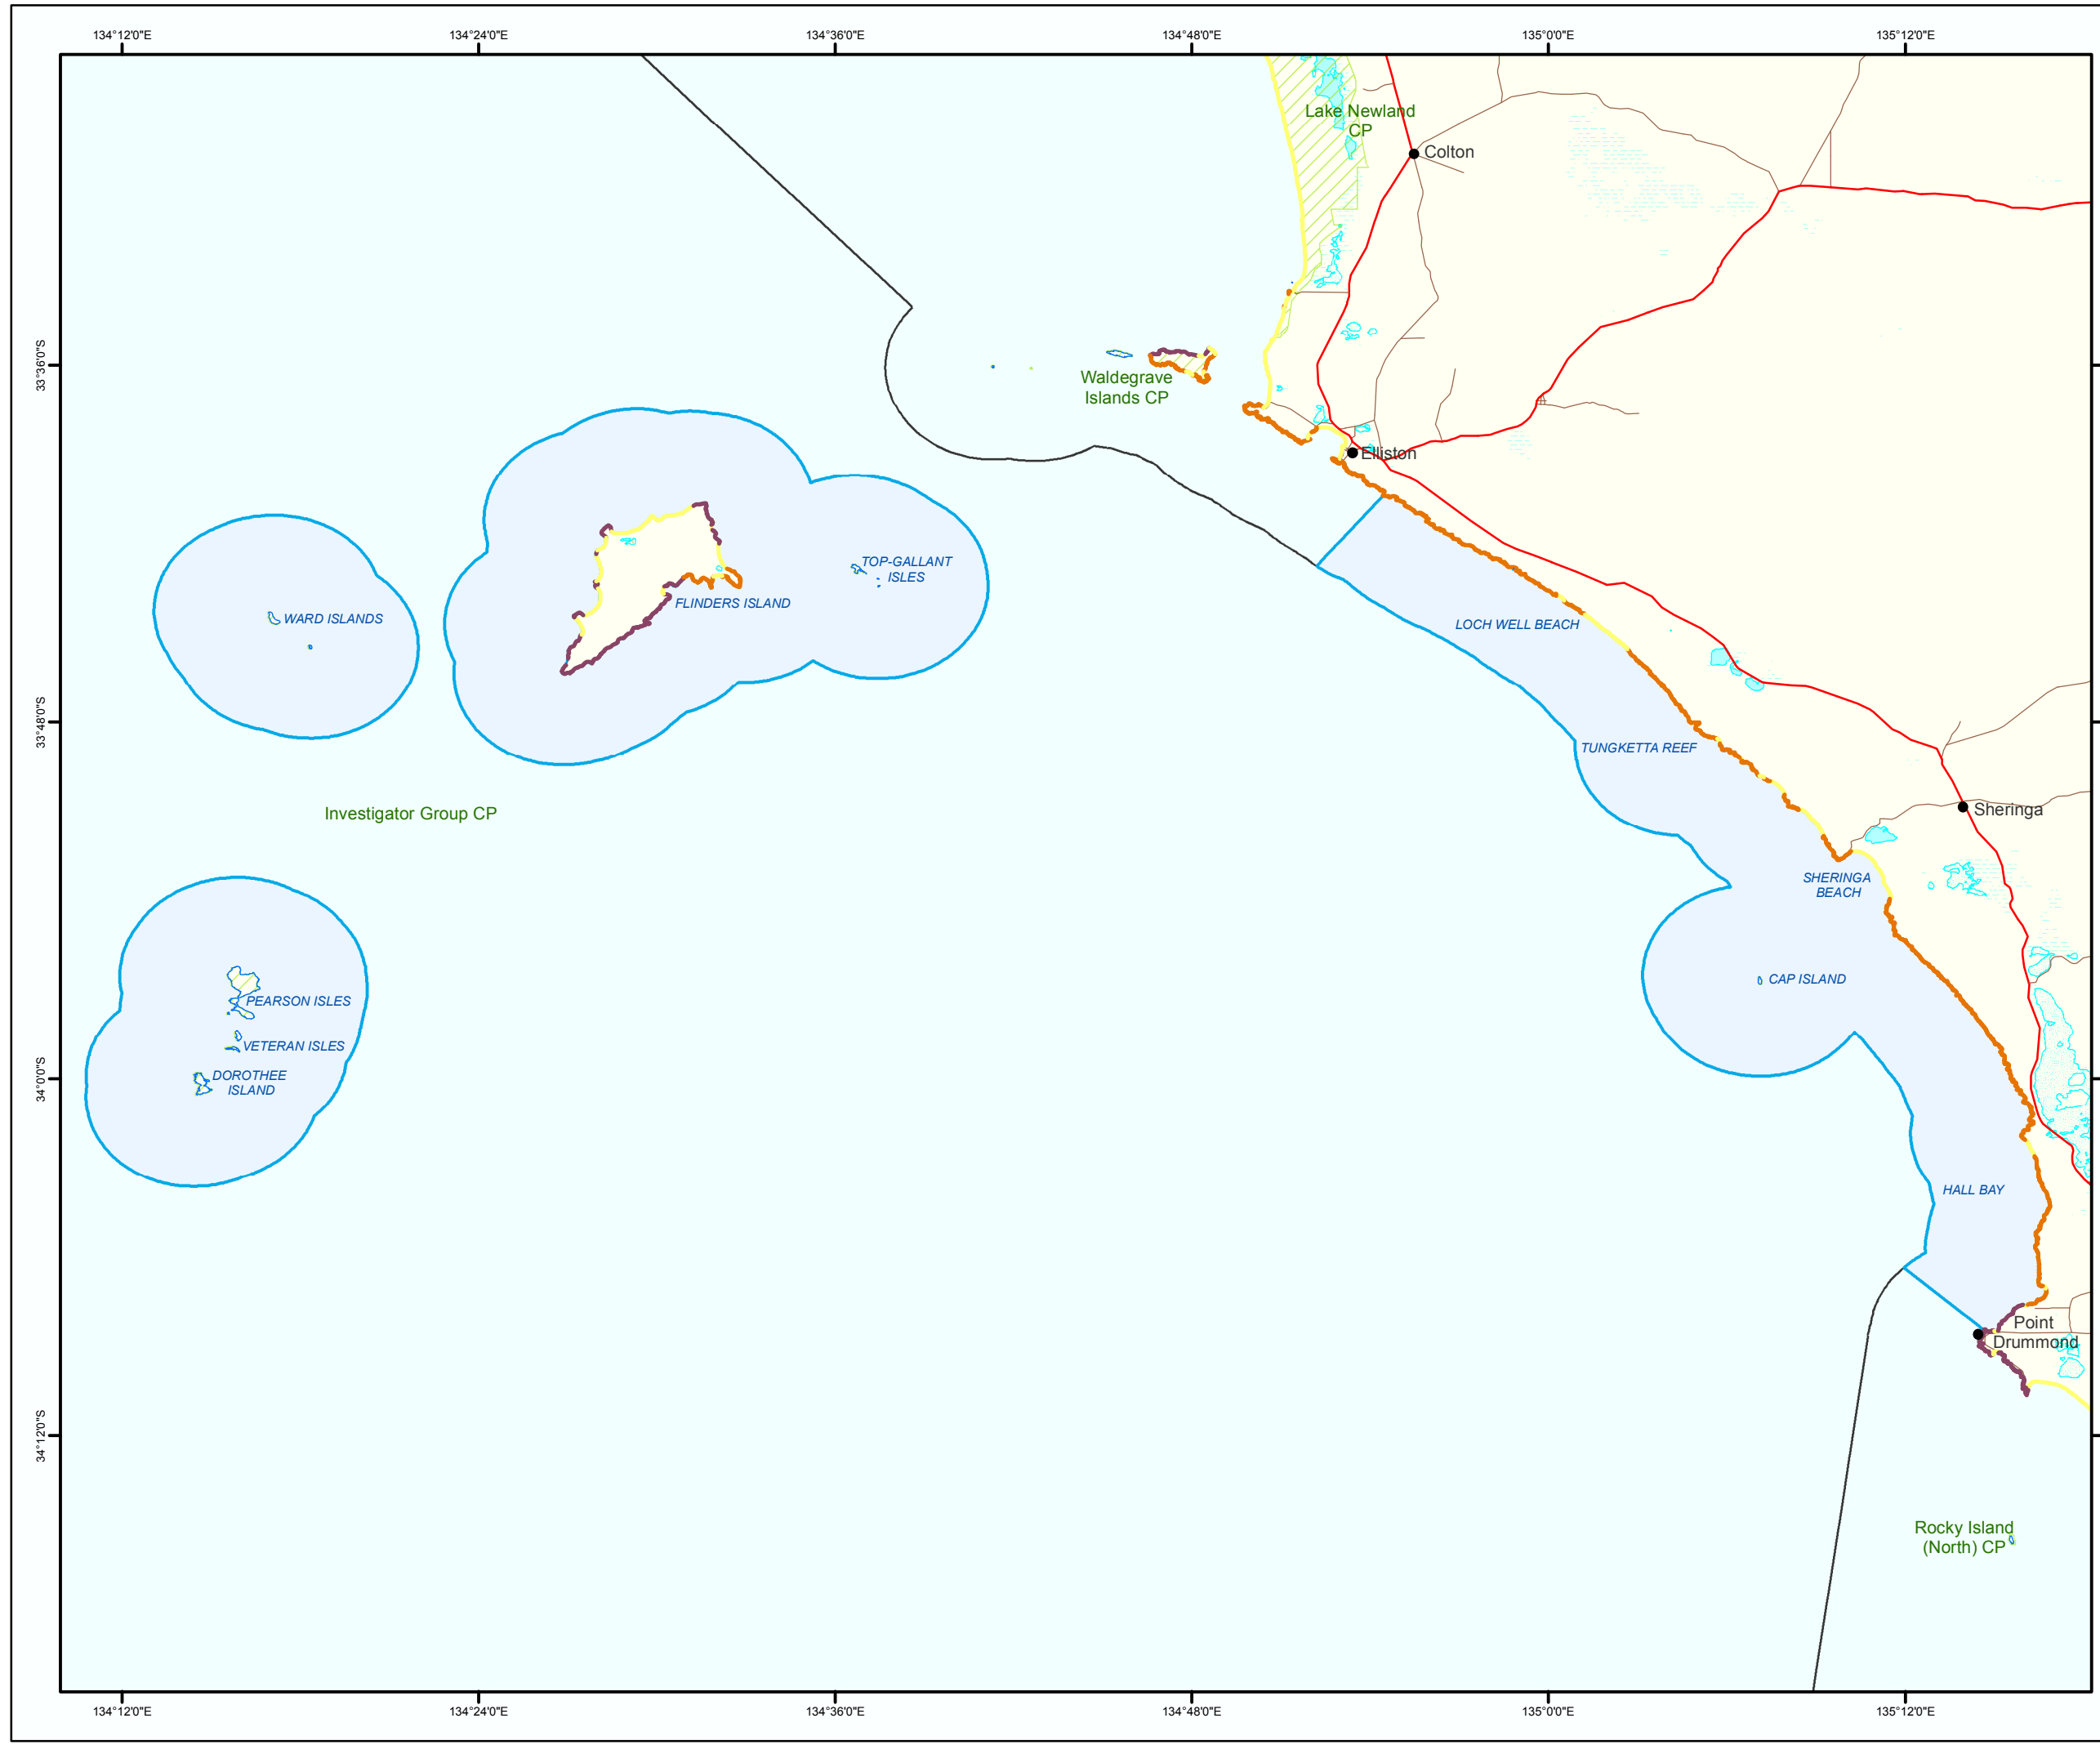 134°12'0"E
134°24'0"E
134°36'0"E
134°48'0"E
135°0'0"E
135°12'0"E
Lake Newland
CP
Colton
33°36'0"S
Waldegrave
Islands CP
Elliston
TOP-GALLANT
ISLES
FLINDERS ISLAND
WARD ISLANDS
LOCH WELL BEACH
33°48'0"S
TUNGKETTA REEF
Investigator Group CP
Sheringa
SHERINGA
BEACH
CAP ISLAND
PEARSON ISLES
VETERAN ISLES
DOROTHEE
ISLAND
34°0'0"S
HALL BAY
Point
Drummond
34°12'0"S
Rocky Island
(North) CP
134°12'0"E
134°24'0"E
134°36'0"E
134°48'0"E
135°0'0"E
135°12'0"E